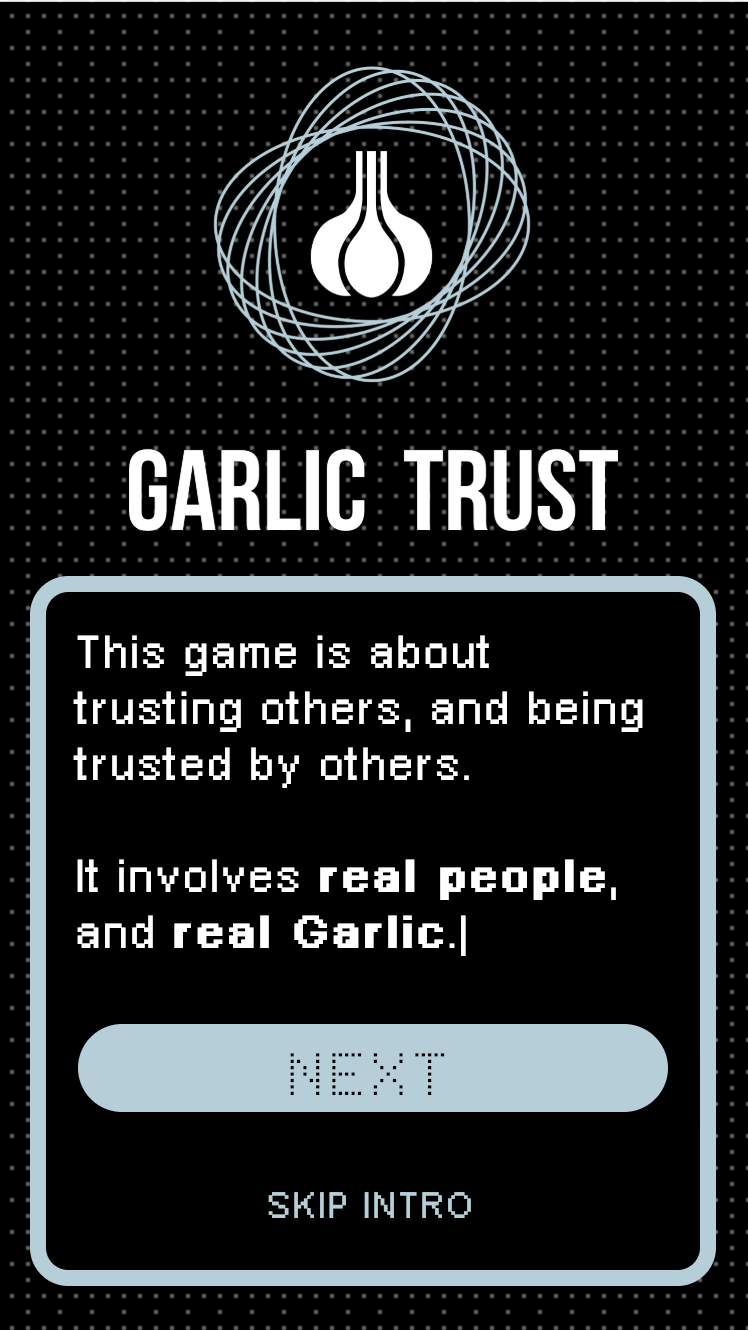 GARLIC TRUST
This game is about
trusting others, and being
trusted by others.
It involves real people,
and real Garlic.|
NEXT
SKIP INTRO